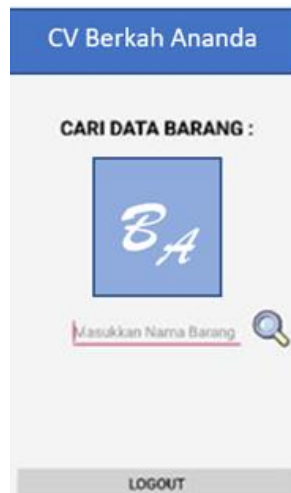 CV Berkah Ananda
CARI DATA BARANG :
BA
Masukkan Nama Barang
LOGOUT